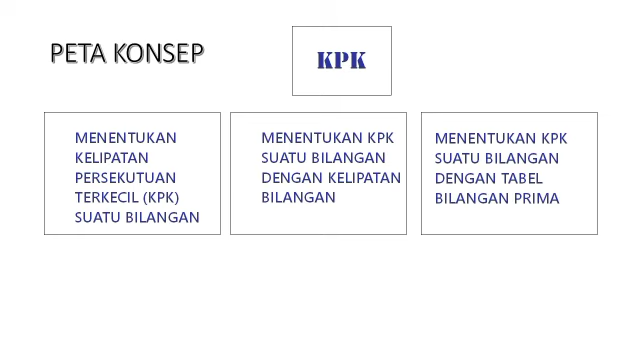 PETA KONSEP
KPK
MENENTUKAN
KELIPATAN
PERSEKUTUAN
TERKECIL (KPK)
SUATU BILANGAN
MENENTUKAN KPK
SUATU BILANGAN
DENGAN KELIPATAN
BILANGAN
MENENTUKAN KPK
SUATU BILANGAN
DENGAN TABEL
BILANGAN PRIMA